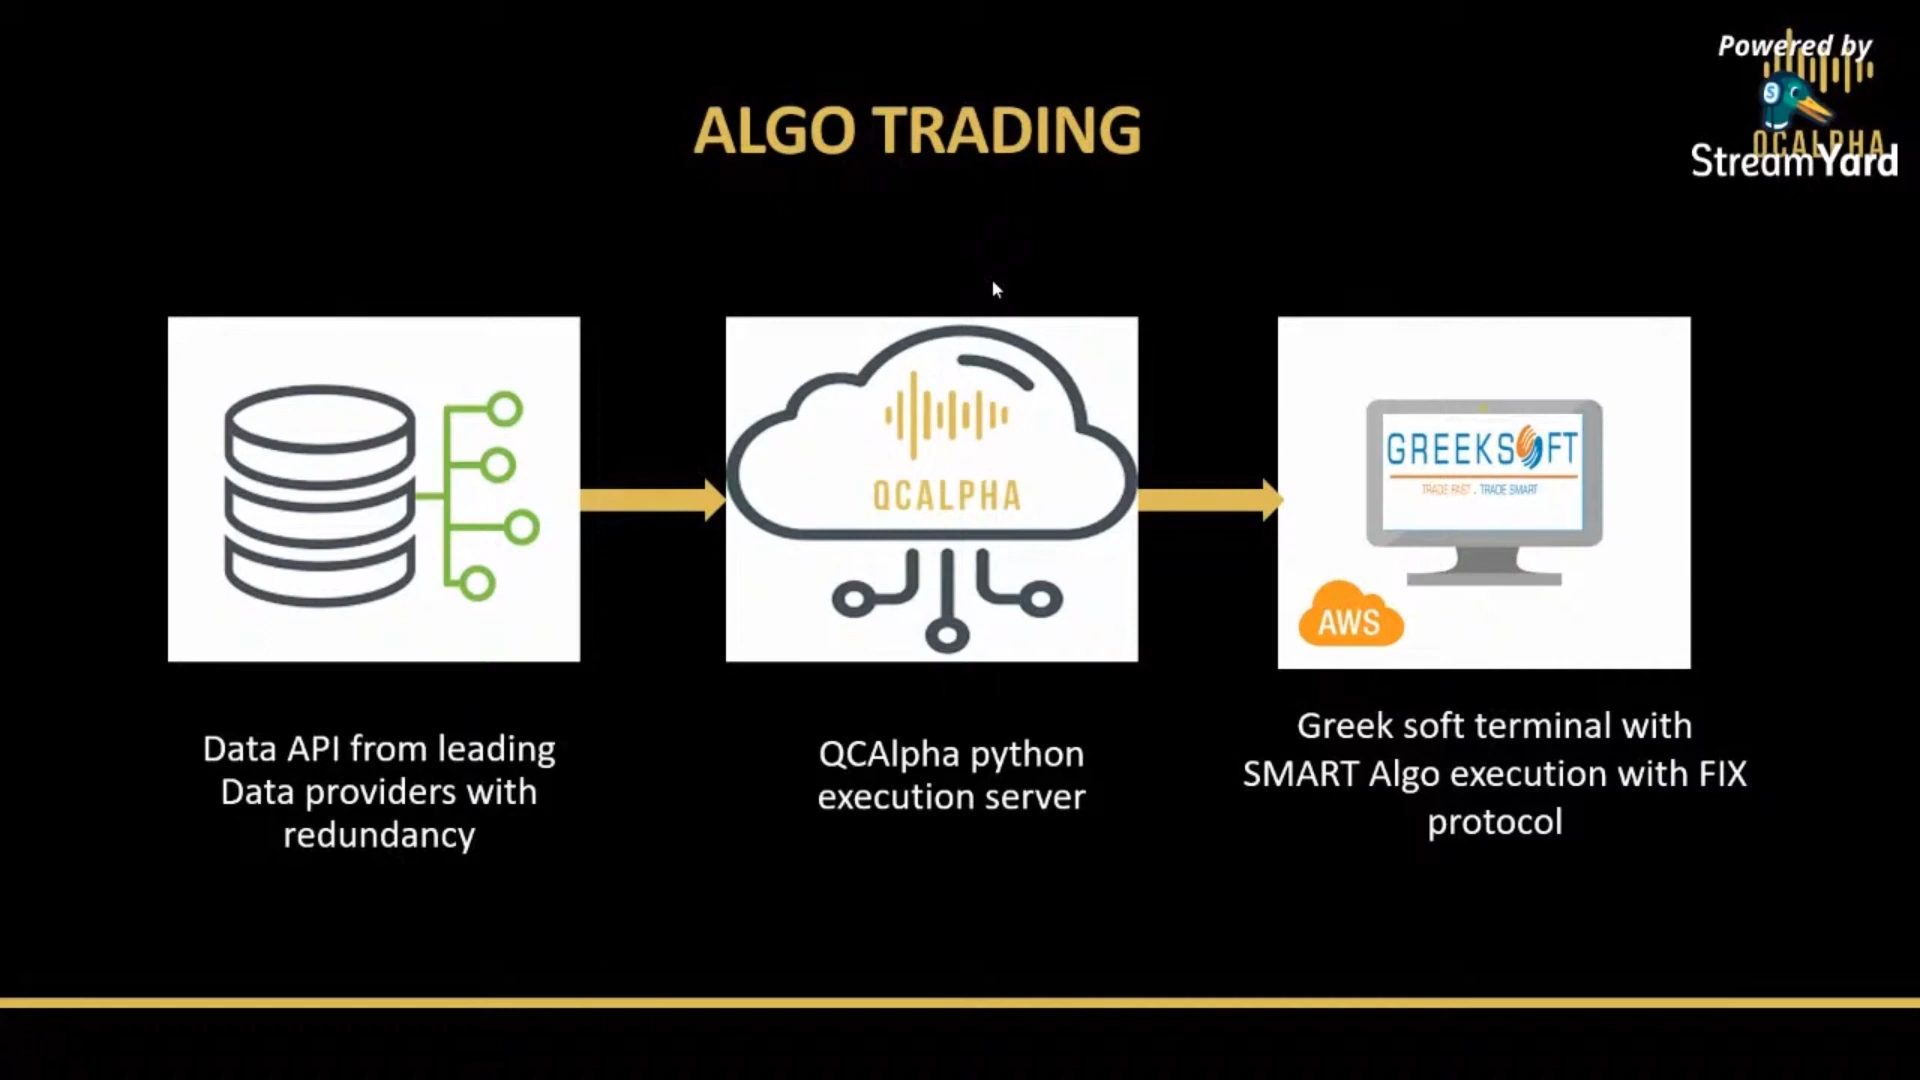 Powered by
QCALPHA
StreamYard
ALGO TRADING
QCALPHA
GREEKSOFT
TRADE FAST . TRADE SMART
AWS
Data API from leading
Data providers with
redundancy
QCAlpha python
execution server
Greek soft terminal with
SMART Algo execution with FIX
protocol